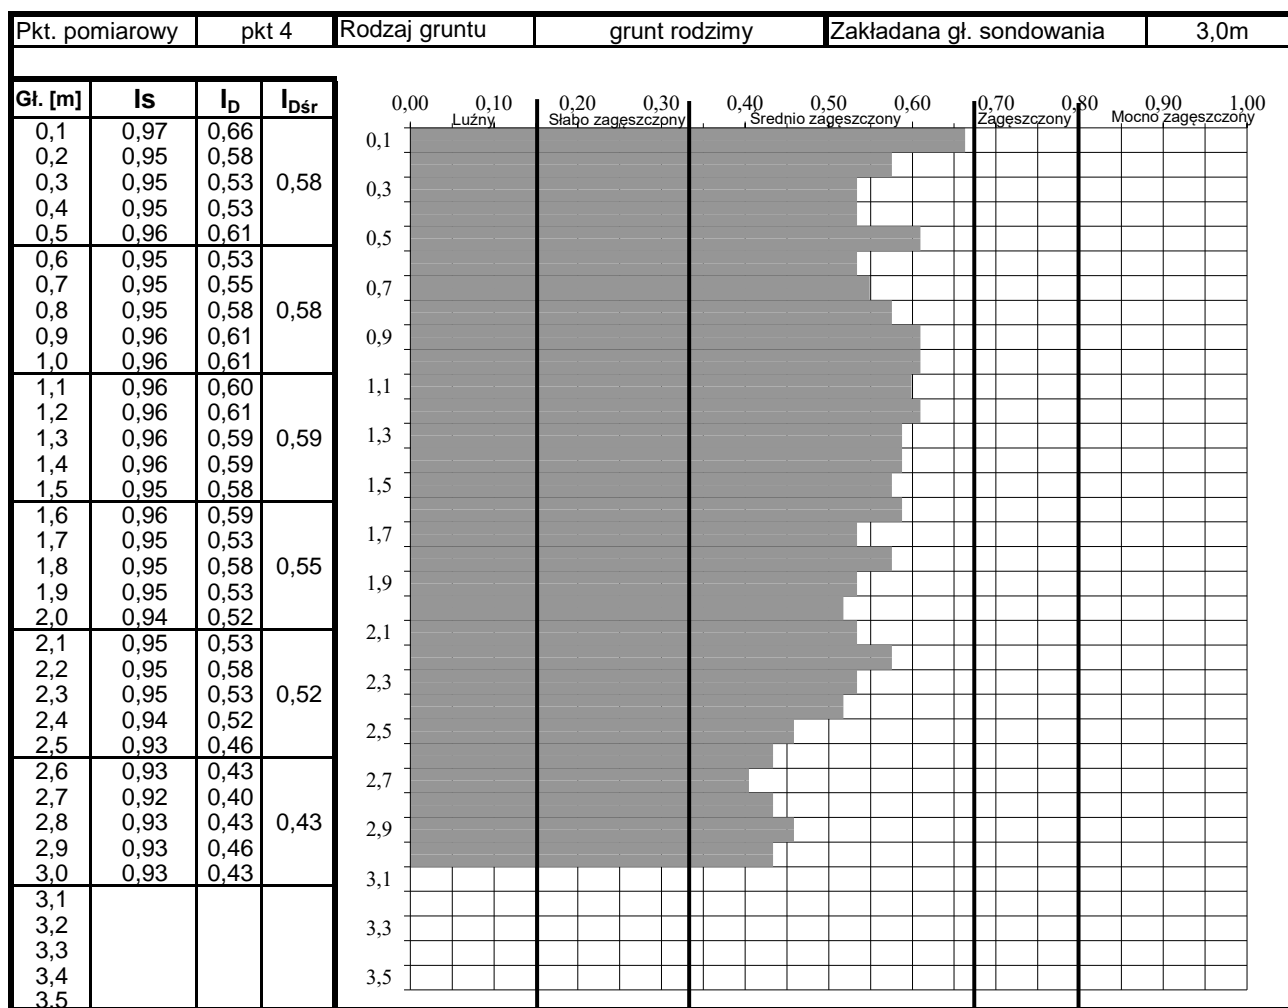 Pkt. pomiarowy pkt 4 Rodzaj gruntu grunt rodzimy Zakładana gł. sondowania 3,0m
Gł. [m] Is ID IDśr
0,1 0,97 0,66
0,2 0,95 0,58
0,3 0,95 0,53 0,58
0,4 0,95 0,53
0,5 0,96 0,61
0,6 0,95 0,53
0,7 0,95 0,55
0,8 0,95 0,58 0,58
0,9 0,96 0,61
1,0 0,96 0,61
1,1 0,96 0,60
1,2 0,96 0,61
1,3 0,96 0,59 0,59
1,4 0,96 0,59
1,5 0,95 0,58
1,6 0,96 0,59
1,7 0,95 0,53
1,8 0,95 0,58 0,55
1,9 0,95 0,53
2,0 0,94 0,52
2,1 0,95 0,53
2,2 0,95 0,58
2,3 0,95 0,53 0,52
2,4 0,94 0,52
2,5 0,93 0,46
2,6 0,93 0,43
2,7 0,92 0,40
2,8 0,93 0,43 0,43
2,9 0,93 0,46
3,0 0,93 0,43
3,1
3,2
3,3
3,4
3,5
0,00 0,10 0,20 0,30 0,40 0,50 0,60 0,70 0,80 0,90 1,00
Luźny Słabo zagęszczony Średnio zagęszczony Zagęszczony Mocno zagęszczony
0,1
0,3
0,5
0,7
0,9
1,1
1,3
1,5
1,7
1,9
2,1
2,3
2,5
2,7
2,9
3,1
3,3
3,5